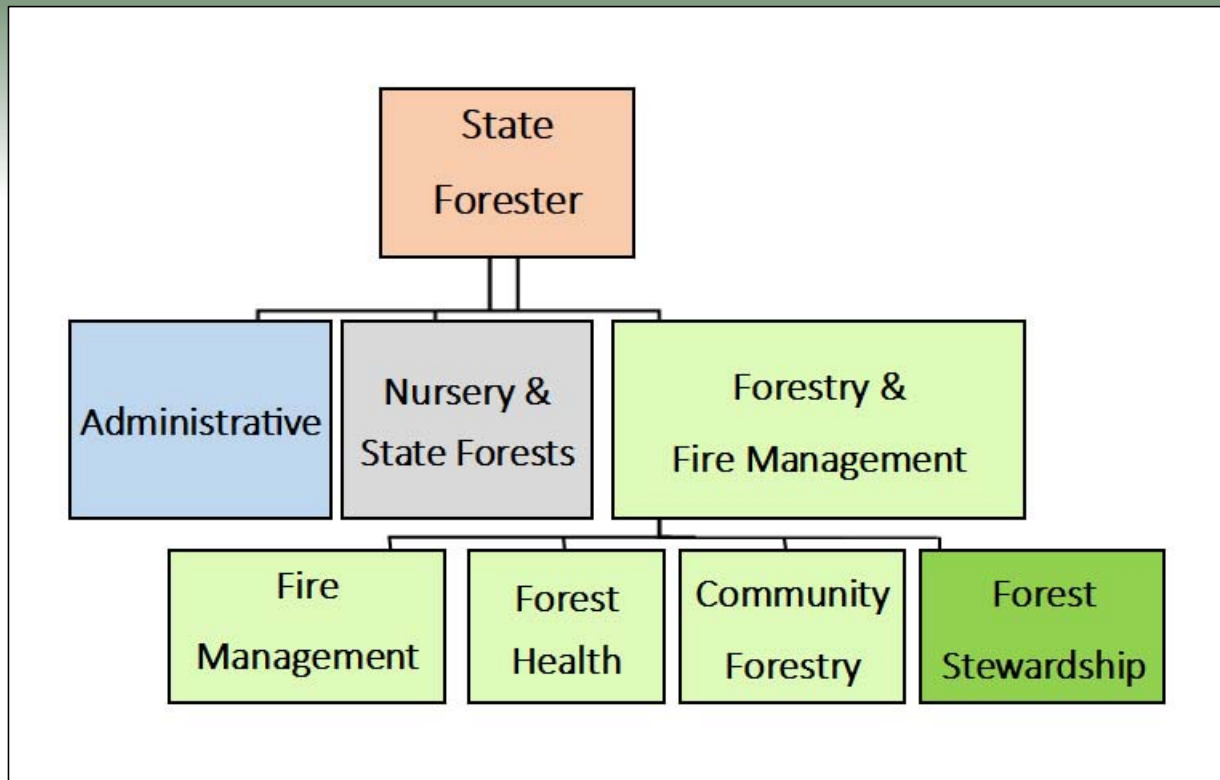 State
Forester
Administrative
Nursery &
State Forests
Forestry &
Fire Management
Fire
Management
Forest
Health
Community
Forestry
Forest
Stewardship